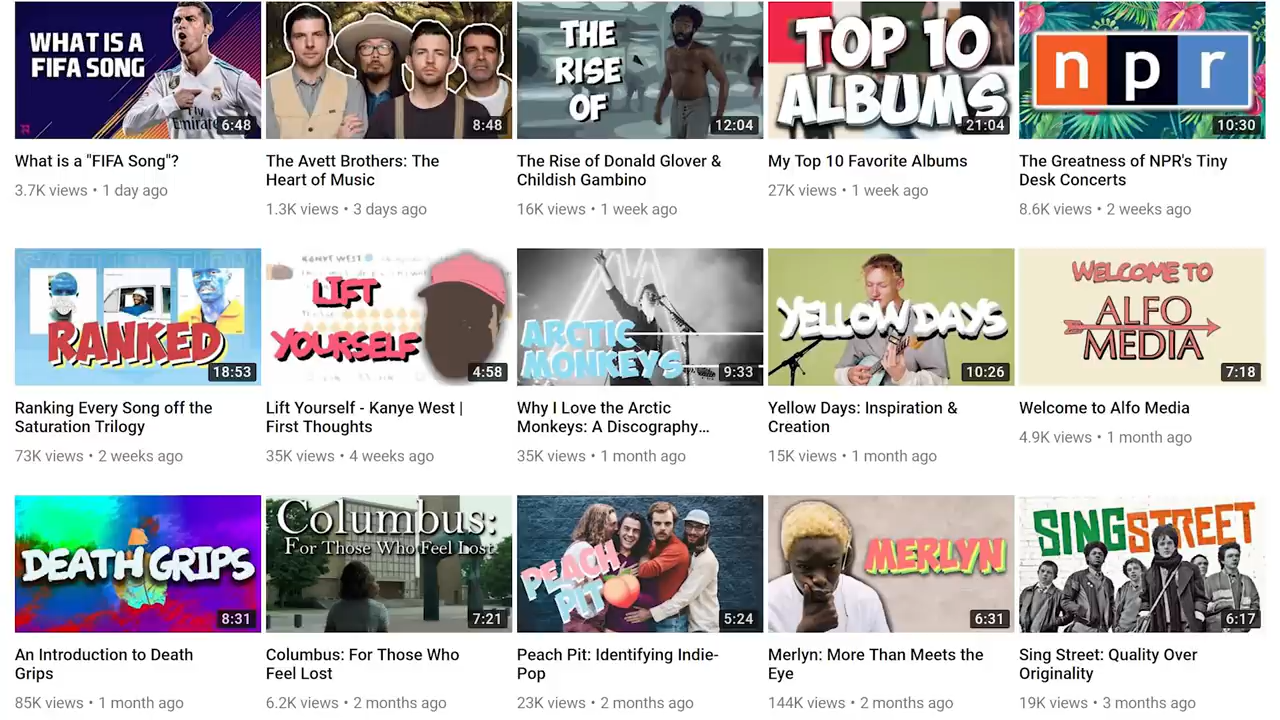 WHAT IS A
FIFA SONG
Fly
Emirates
6:48
8:48
THE
RISE
OF
12:04
TOP 10
ALBUMS
21:04
npr
10:30
What is a "FIFA Song"?
3.7K views • 1 day ago
The Avett Brothers: The
Heart of Music
1.3K views • 3 days ago
The Rise of Donald Glover &
Childish Gambino
16K views • 1 week ago
My Top 10 Favorite Albums
27K views • 1 week ago
The Greatness of NPR's Tiny
Desk Concerts
8.6K views • 2 weeks ago
RANKED
18:53
KANYE WEST
LIFT
YOURSELF
4:58
ARCTIC
MONKEYS
9:33
YELLOW DAYS
10:26
WELCOME TO
ALFO
MEDIA
7:18
Ranking Every Song off the
Saturation Trilogy
73K views • 2 weeks ago
Lift Yourself - Kanye West |
First Thoughts
35K views • 4 weeks ago
Why I Love the Arctic
Monkeys: A Discography...
35K views • 1 month ago
Yellow Days: Inspiration &
Creation
15K views • 1 month ago
Welcome to Alfo Media
4.9K views • 1 month ago
DEATH GRIPS
8:31
Columbus:
For Those Who Feel Lost
7:21
PEACH
PIT
5:24
MERLYN
6:31
SING STREET
6:17
An Introduction to Death
Grips
85K views • 1 month ago
Columbus: For Those Who
Feel Lost
6.2K views • 2 months ago
Peach Pit: Identifying Indie-
Pop
23K views • 2 months ago
Merlyn: More Than Meets the
Eye
144K views • 2 months ago
Sing Street: Quality Over
Originality
19K views • 3 months ago